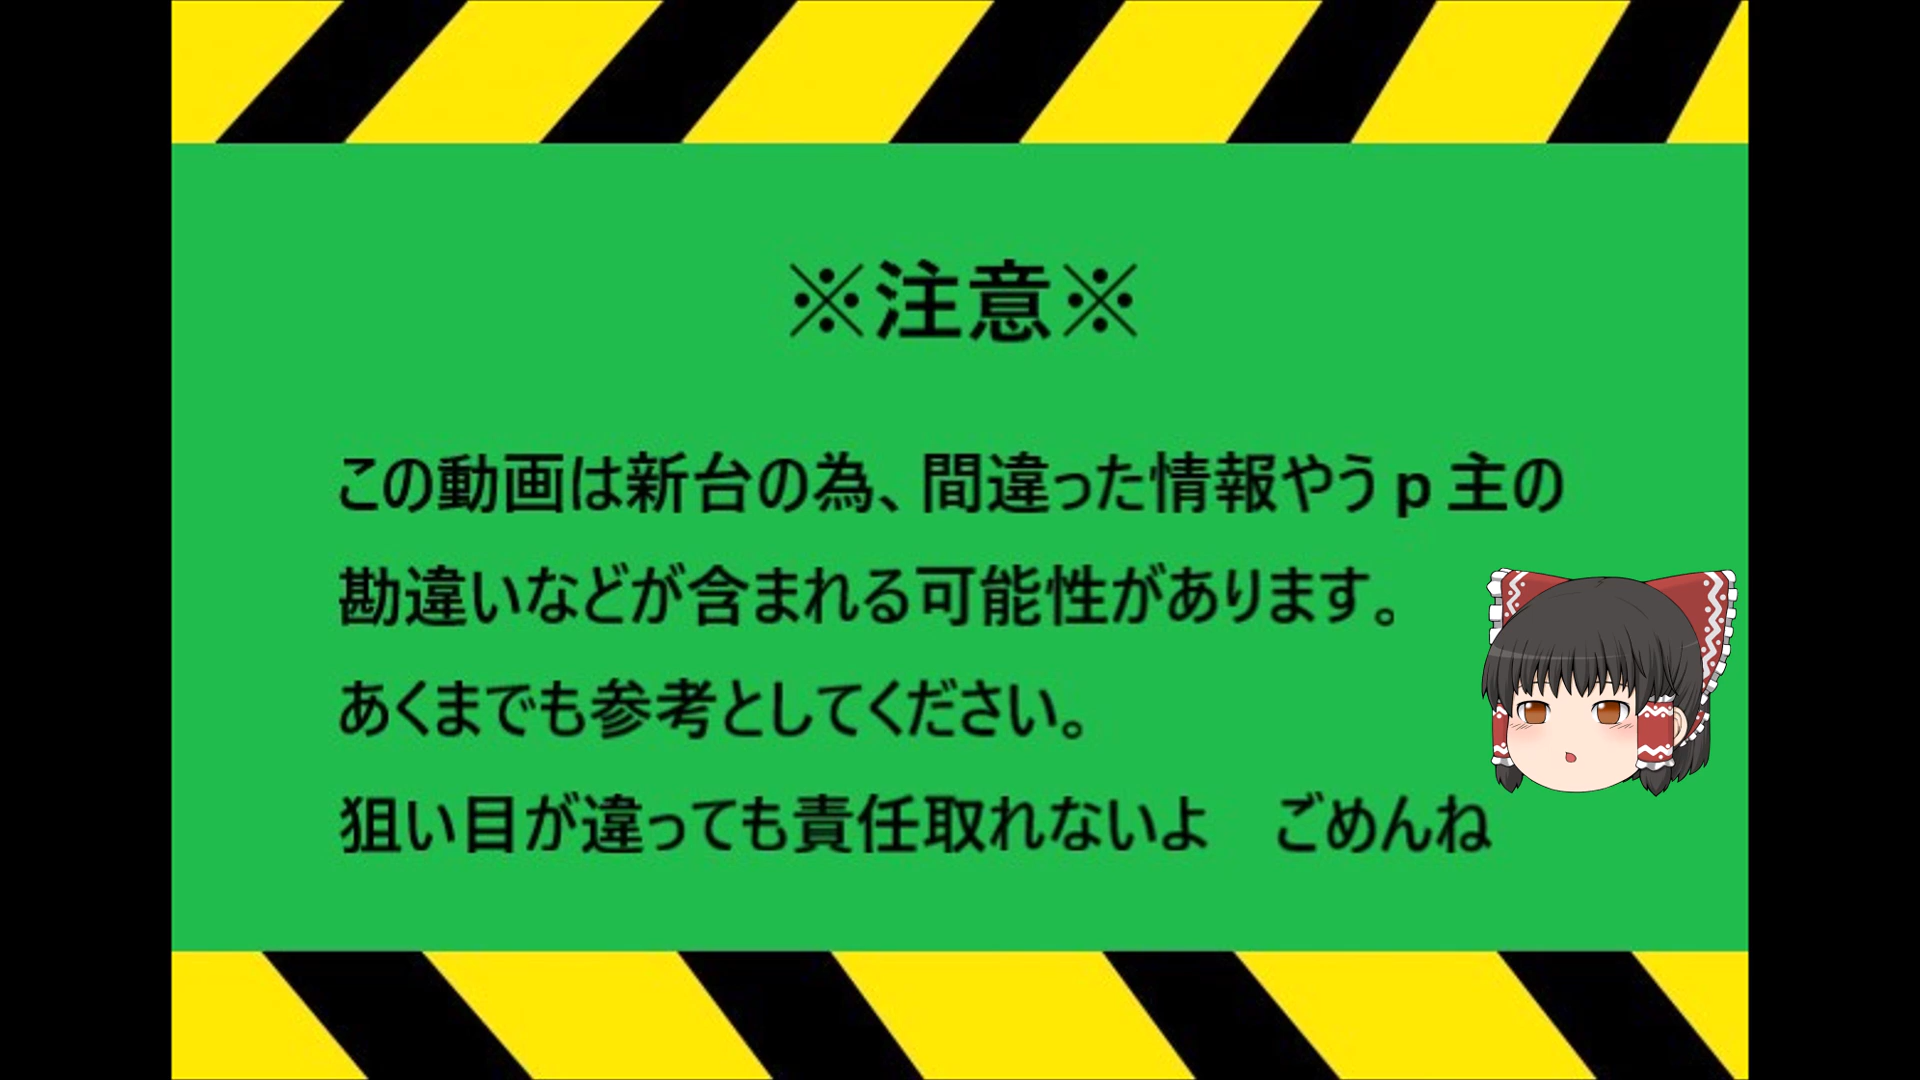 ※注意※
この動画は新台の為、間違った情報やうp主の
勘違いなどが含まれる可能性があります。
あくまでも参考としてください。
狙い目が違っても責任取れないよ　ごめんね